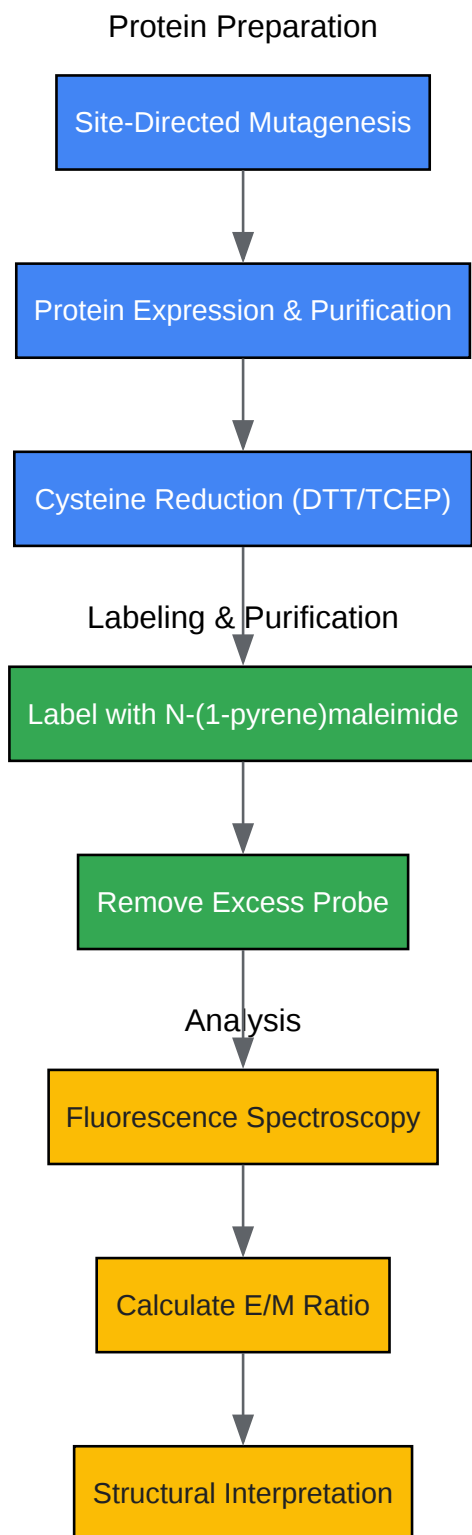 Protein Preparation
Site-Directed Mutagenesis
Protein Expression & Purification
Cysteine Reduction (DTT/TCEP)
Labeling & Purification
Label with N-(1-pyrene)maleimide
Remove Excess Probe
Analysis
Fluorescence Spectroscopy
Calculate E/M Ratio
Structural Interpretation